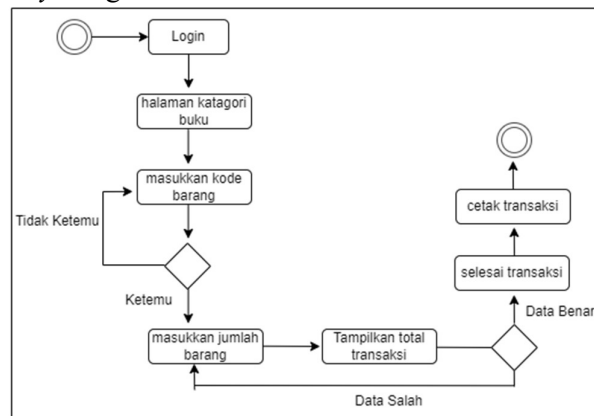 Login
halaman katagori
buku
masukkan kode
barang
Tidak Ketemu
Ketemu
masukkan jumlah
barang
Tampilkan total
transaksi
Data Salah
Data Benar
selesai transaksi
cetak transaksi